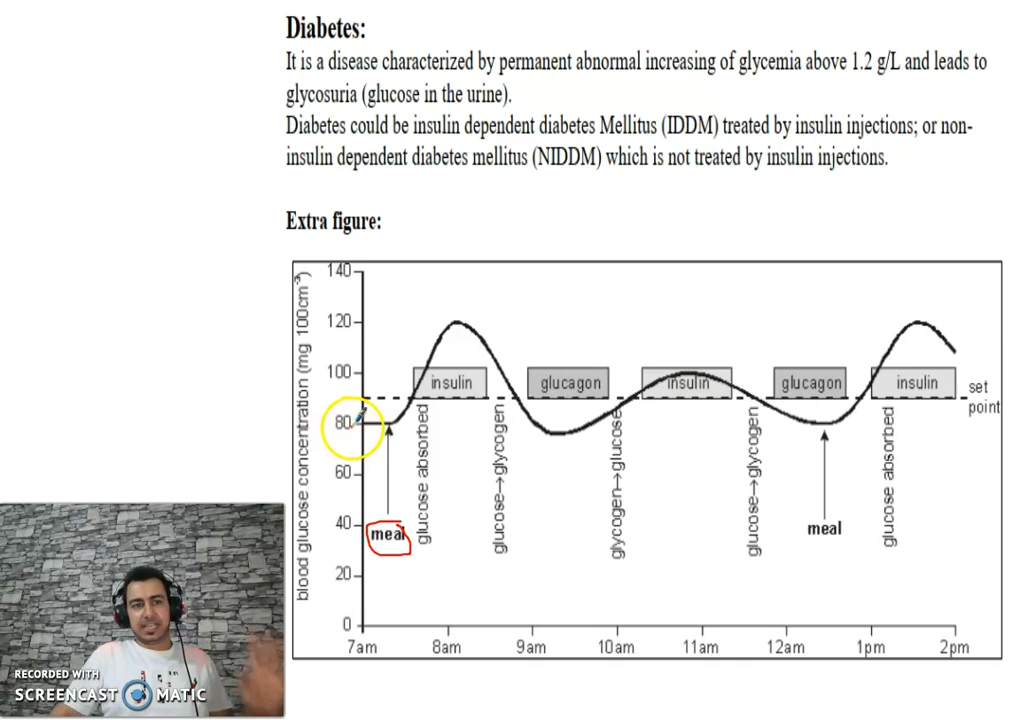 Diabetes:
It is a disease characterized by permanent abnormal increasing of glycemia above 1.2 g/L and leads to
glycosuria (glucose in the urine).
Diabetes could be insulin dependent diabetes Mellitus (IDDM) treated by insulin injections; or non-
insulin dependent diabetes mellitus (NIDDM) which is not treated by insulin injections.
Extra figure:
blood glucose concentration (mg 100cm⁻³)
140
120
100
80
60
40
20
0
insulin
glucagon
insulin
glucagon
insulin
set
point
glucose absorbed
glucose→glycogen
glycogen→glucose
glucose→glycogen
glucose absorbed
meal
meal
7am 8am 9am 10am 11am 12am 1pm 2pm
RECORDED WITH
SCREENCAST MATIC